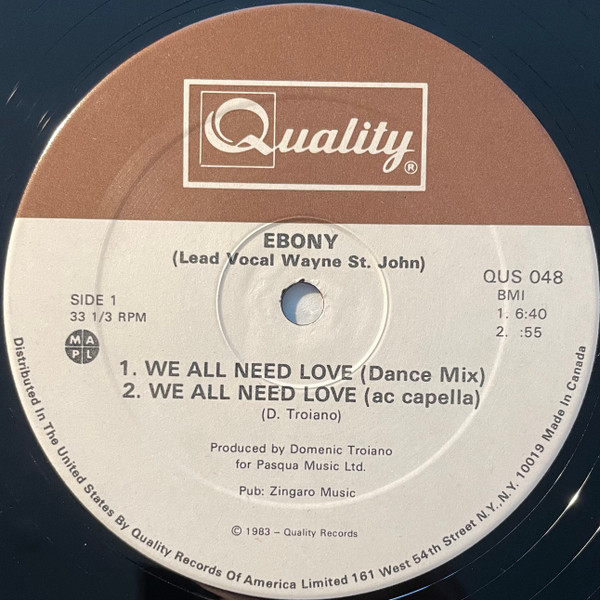 Quality®
EBONY
(Lead Vocal Wayne St. John)
QUS 048
BMI
SIDE 1
33 1/3 RPM
1. 6:40
2. :55
M A
P L
1. WE ALL NEED LOVE (Dance Mix)
2. WE ALL NEED LOVE (ac capella)
(D. Troiano)
Produced by Domenic Troiano
for Pasqua Music Ltd.
Pub: Zingaro Music
© 1983 – Quality Records
Distributed In The United States By Quality Records Of America Limited 161 West 54th Street N.Y., N.Y. 10019 Made In Canada